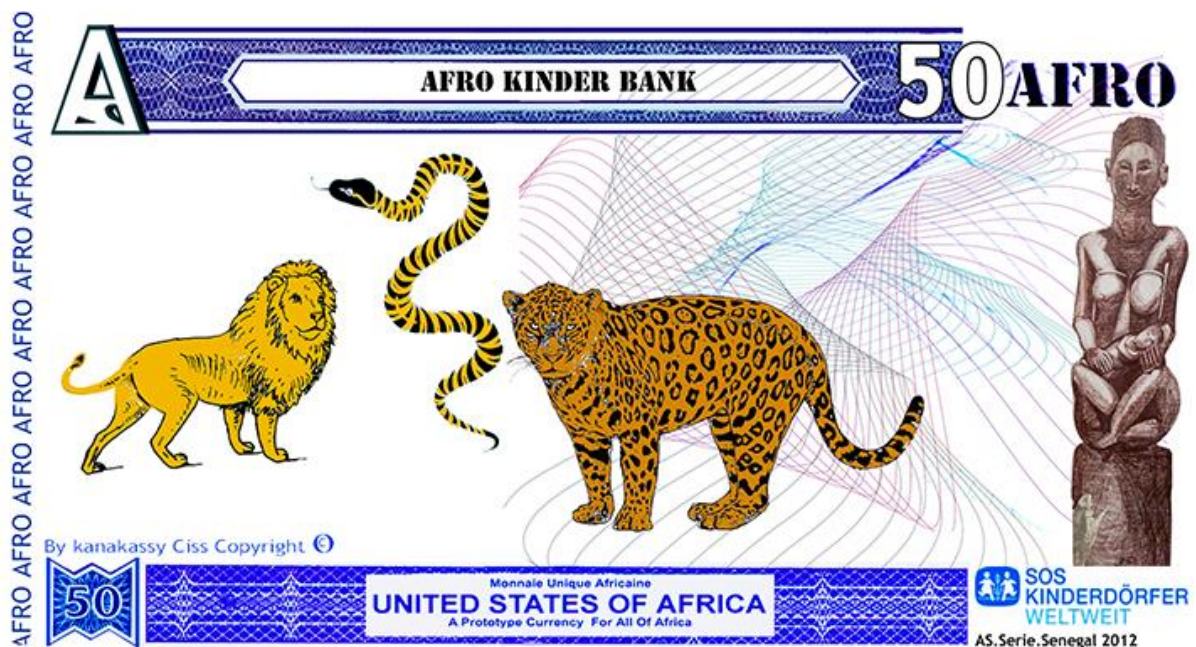 AFRO AFRO AFRO AFRO AFRO AFRO AFRO AFRO AFRO AFRO
A
AFRO KINDER BANK
50 AFRO
By kanakassy Ciss Copyright ©
50
Monnaie Unique Africaine
UNITED STATES OF AFRICA
A Prototype Currency For All Of Africa
SOS
KINDERDÖRFER
WELTWEIT
AS.Serie.Senegal 2012